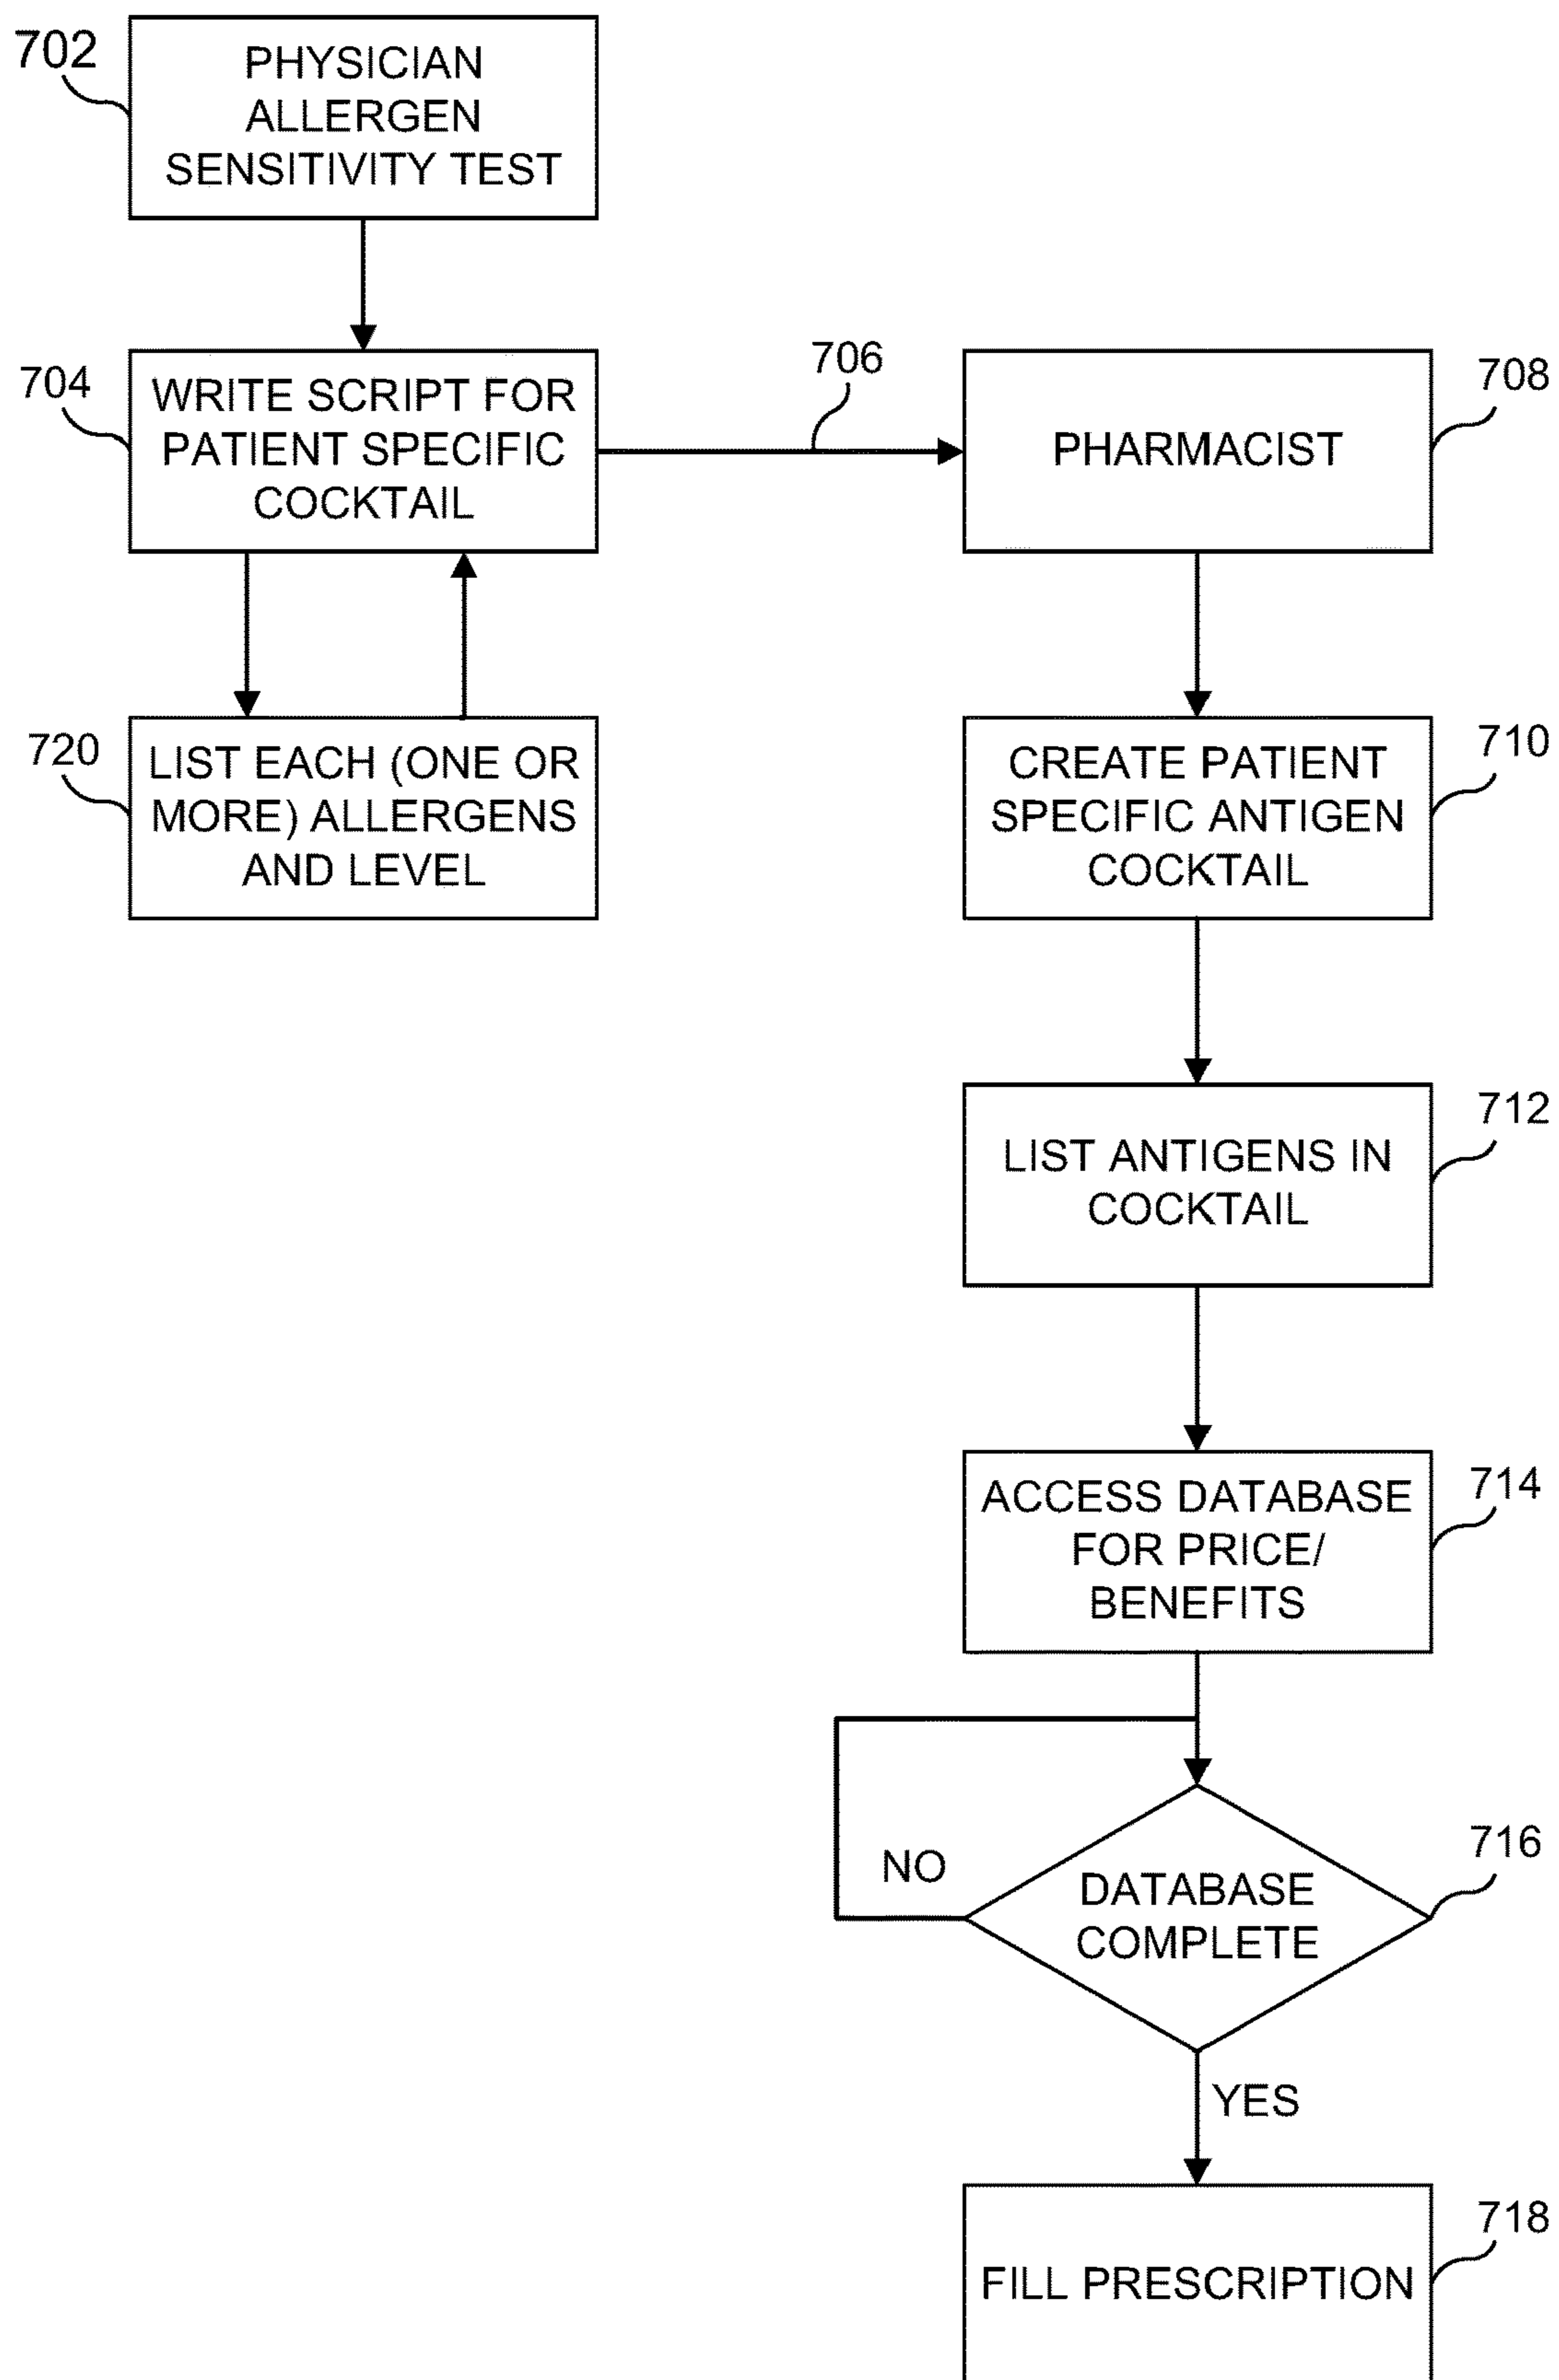 702
PHYSICIAN
ALLERGEN
SENSITIVITY TEST
704
WRITE SCRIPT FOR
PATIENT SPECIFIC
COCKTAIL
706
708
PHARMACIST
720
LIST EACH (ONE OR
MORE) ALLERGENS
AND LEVEL
710
CREATE PATIENT
SPECIFIC ANTIGEN
COCKTAIL
712
LIST ANTIGENS IN
COCKTAIL
714
ACCESS DATABASE
FOR PRICE/
BENEFITS
716
NO
DATABASE
COMPLETE
YES
718
FILL PRESCRIPTION